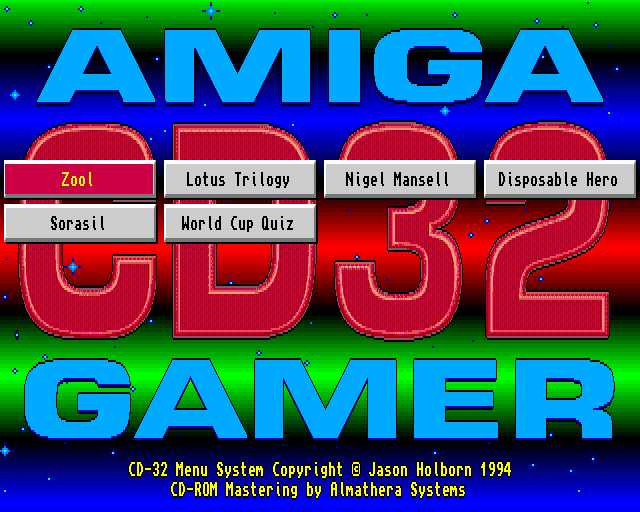 AMIGA
CD32
Zool
Lotus Trilogy
Nigel Mansell
Disposable Hero
Sorasil
World Cup Quiz
GAMER
CD-32 Menu System Copyright © Jason Holborn 1994
CD-ROM Mastering by Almathera Systems